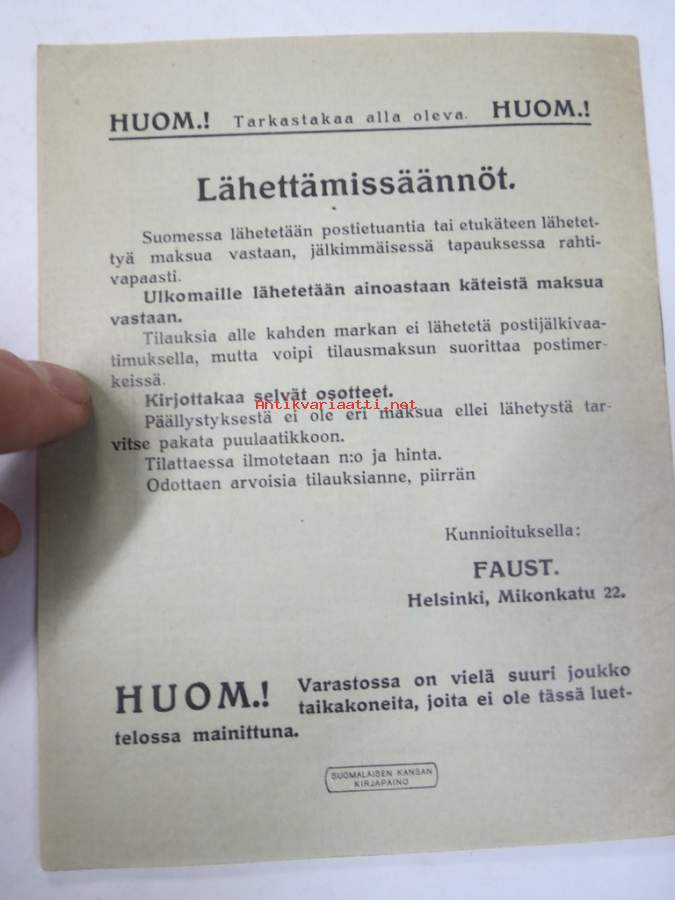 HUOM.! Tarkastakaa alla oleva. HUOM.!
Lähettämissäännöt.
Suomessa lähetetään postietuantia tai etukäteen lähetet-
tyä maksua vastaan, jälkimmäisessä tapauksessa rahti-
vapaasti.
Ulkomaille lähetetään ainoastaan käteistä maksua
vastaan.
Tilauksia alle kahden markan ei lähetetä postijälkivaa-
timuksella, mutta voipi tilausmaksun suorittaa postimer-
keissä.
Kirjottakaa selvät osotteet.
Antikvariaatti.net
Päällystyksestä ei ole eri maksua ellei lähetystä tar-
vitse pakata puulaatikkoon.
Tilattaessa ilmotetaan n:o ja hinta.
Odottaen arvoisia tilauksianne, piirrän
Kunnioituksella:
FAUST.
Helsinki, Mikonkatu 22.
HUOM.! Varastossa on vielä suuri joukko
taikakoneita, joita ei ole tässä luet-
telossa mainittuna.
SUOMALAISEN KANSAN
KIRJAPAINO